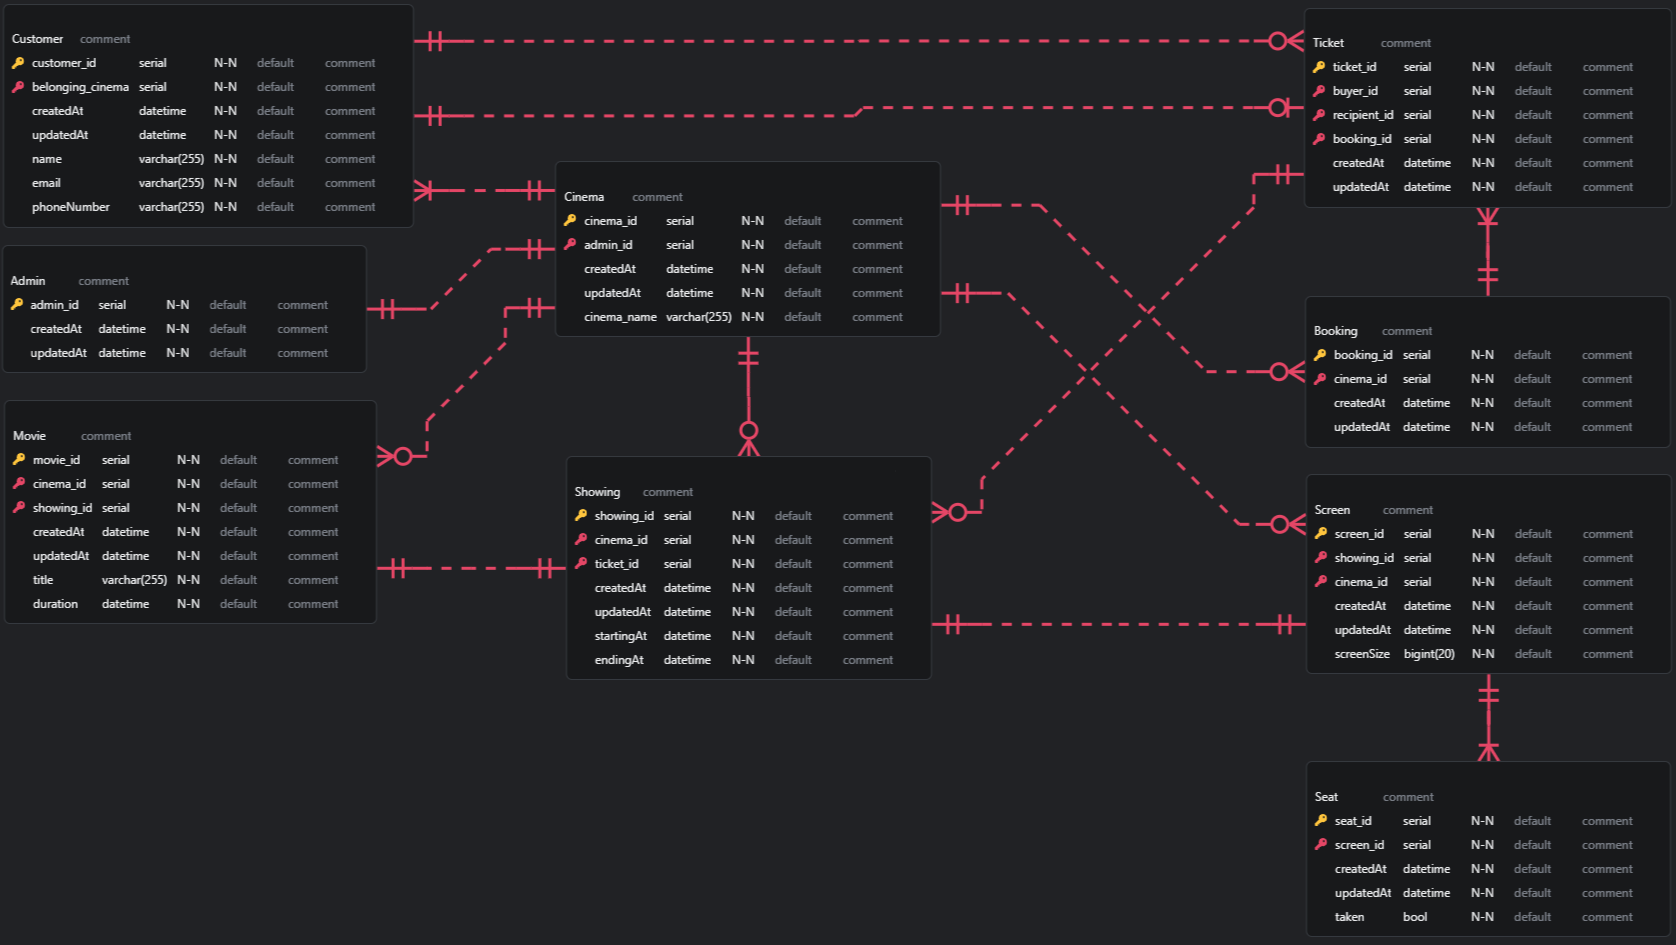 Customer comment
customer_id serial N-N default comment
belonging_cinema serial N-N default comment
createdAt datetime N-N default comment
updatedAt datetime N-N default comment
name varchar(255) N-N default comment
email varchar(255) N-N default comment
phoneNumber varchar(255) N-N default comment
Admin comment
admin_id serial N-N default comment
createdAt datetime N-N default comment
updatedAt datetime N-N default comment
Movie comment
movie_id serial N-N default comment
cinema_id serial N-N default comment
showing_id serial N-N default comment
createdAt datetime N-N default comment
updatedAt datetime N-N default comment
title varchar(255) N-N default comment
duration datetime N-N default comment
Cinema comment
cinema_id serial N-N default comment
admin_id serial N-N default comment
createdAt datetime N-N default comment
updatedAt datetime N-N default comment
cinema_name varchar(255) N-N default comment
Showing comment
showing_id serial N-N default comment
cinema_id serial N-N default comment
ticket_id serial N-N default comment
createdAt datetime N-N default comment
updatedAt datetime N-N default comment
startingAt datetime N-N default comment
endingAt datetime N-N default comment
Ticket comment
ticket_id serial N-N default comment
buyer_id serial N-N default comment
recipient_id serial N-N default comment
booking_id serial N-N default comment
createdAt datetime N-N default comment
updatedAt datetime N-N default comment
Booking comment
booking_id serial N-N default comment
cinema_id serial N-N default comment
createdAt datetime N-N default comment
updatedAt datetime N-N default comment
Screen comment
screen_id serial N-N default comment
showing_id serial N-N default comment
cinema_id serial N-N default comment
createdAt datetime N-N default comment
updatedAt datetime N-N default comment
screenSize bigint(20) N-N default comment
Seat comment
seat_id serial N-N default comment
screen_id serial N-N default comment
createdAt datetime N-N default comment
updatedAt datetime N-N default comment
taken bool N-N default comment